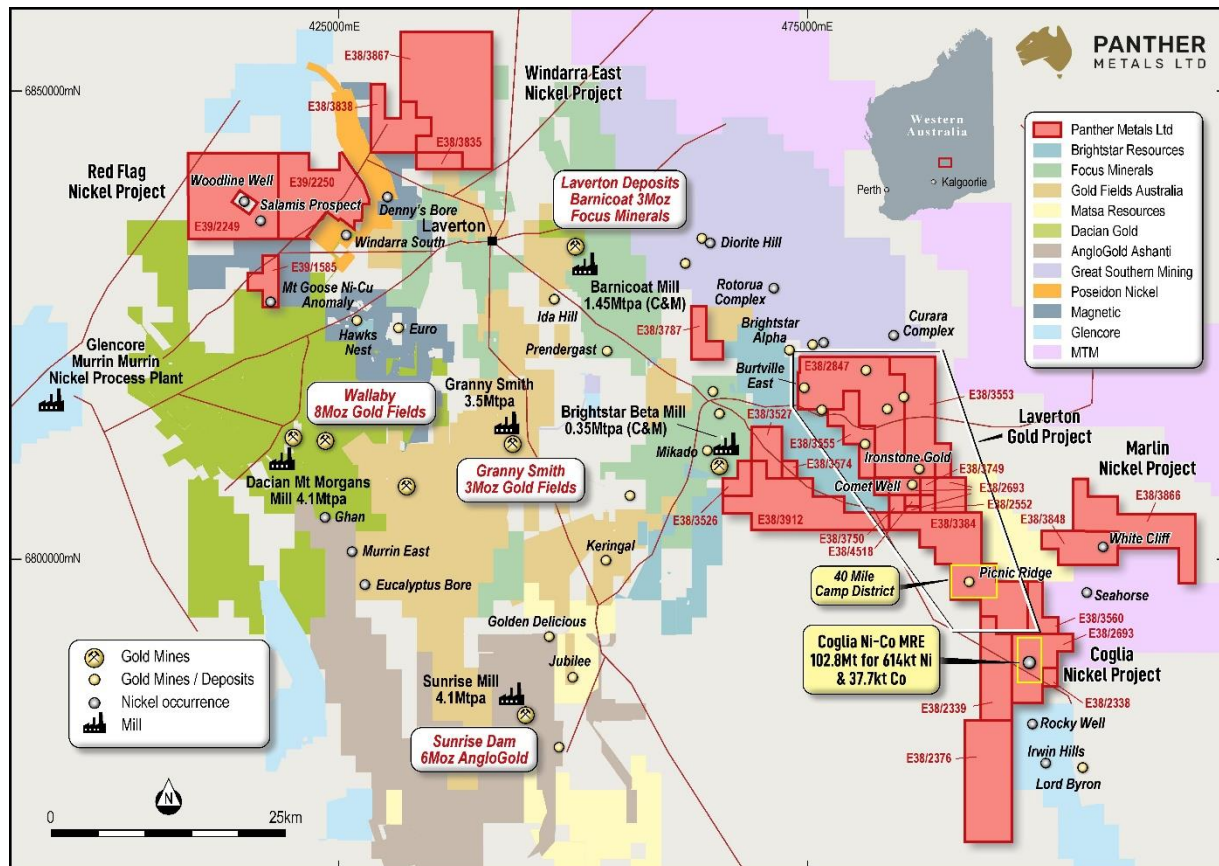 425000mE
475000mE
6850000mN
6800000mN
PANTHER
METALS LTD
Western
Australia
Perth
Kalgoorlie
Panther Metals Ltd
Brightstar Resources
Focus Minerals
Gold Fields Australia
Matsa Resources
Dacian Gold
AngloGold Ashanti
Great Southern Mining
Poseidon Nickel
Magnetic
Glencore
MTM
E38/3867
E38/3838
E38/3835
Windarra East
Nickel Project
Red Flag
Nickel Project
Woodline Well
E39/2250
Salamis Prospect
E39/2249
Denny's Bore
Laverton
Windarra South
E39/1585
Mt Goose Ni-Cu
Anomaly
Laverton Deposits
Barnicoat 3Moz
Focus Minerals
Barnicoat Mill
1.45Mtpa (C&M)
Diorite Hill
Rotorua
Complex
Ida Hill
Hawks
Nest
Euro
Prendergast
E38/3787
Brightstar
Alpha
Curara
Complex
Glencore
Murrin Murrin
Nickel Process Plant
Wallaby
8Moz Gold Fields
Granny Smith
3.5Mtpa
Burtville
East
E38/2847
E38/3553
Laverton
Gold Project
Brightstar Beta Mill
0.35Mtpa (C&M)
E38/3527
E38/3555
Mikado
Granny Smith
3Moz Gold Fields
E38/3574
Ironstone Gold
Marlin
Nickel Project
Dacian Mt Morgans
Mill 4.1Mtpa
Comet Well
E38/3749
E38/2693
E38/2552
E38/3866
Ghan
E38/3526
E38/3912
E38/3384
E38/3848
E38/3750
E38/4518
White Cliff
Murrin East
Keringal
Picnic Ridge
40 Mile
Camp District
Eucalyptus Bore
Seahorse
Golden Delicious
E38/3560
E38/2693
Coglia Ni-Co MRE
102.8Mt for 614kt Ni
& 37.7kt Co
Coglia
Nickel Project
Jubilee
Sunrise Mill
4.1Mtpa
E38/2338
E38/2339
Rocky Well
Sunrise Dam
6Moz AngloGold
E38/2376
Irwin Hills
Lord Byron
Gold Mines
Gold Mines / Deposits
Nickel occurrence
Mill
N
0
25km